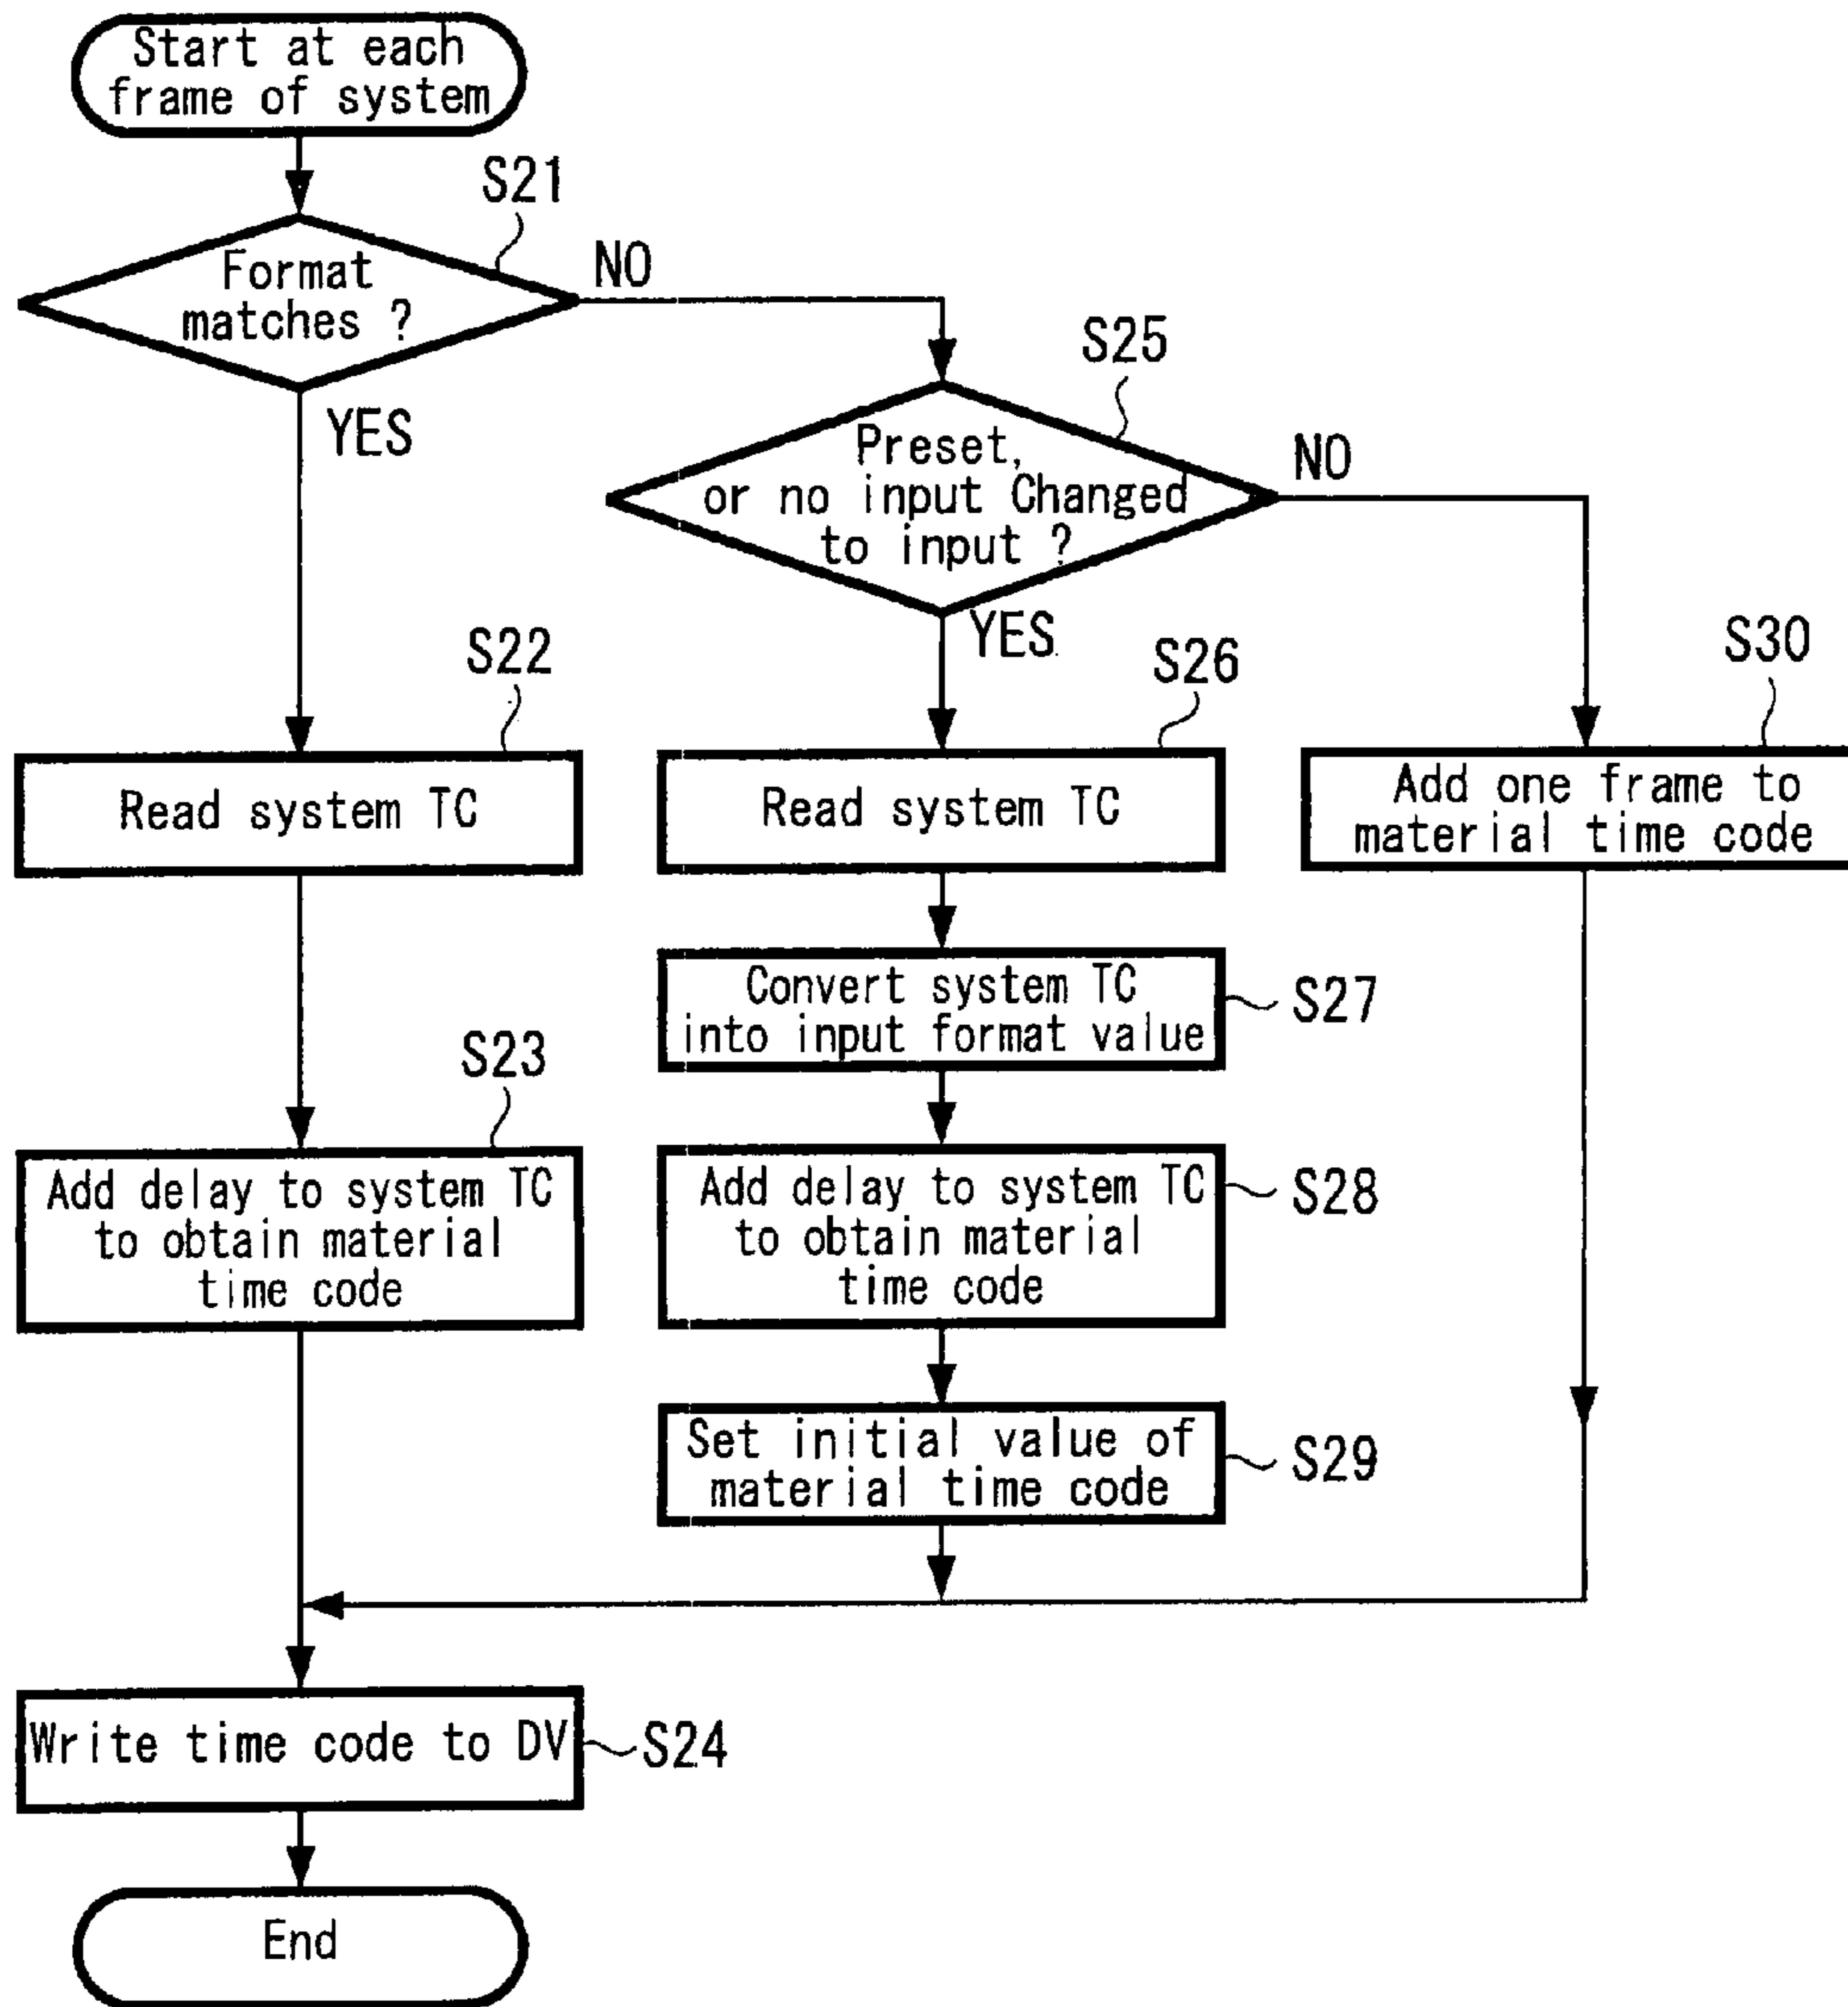 Start at each
frame of system
S21
Format
matches ?
NO
YES
S25
Preset,
or no input Changed
to input ?
NO
YES
S22
Read system TC
S26
Read system TC
S30
Add one frame to
material time code
Convert system TC
into input format value
S27
S23
Add delay to system TC
to obtain material
time code
Add delay to system TC
to obtain material
time code
S28
Set initial value of
material time code
S29
Write time code to DV
S24
End